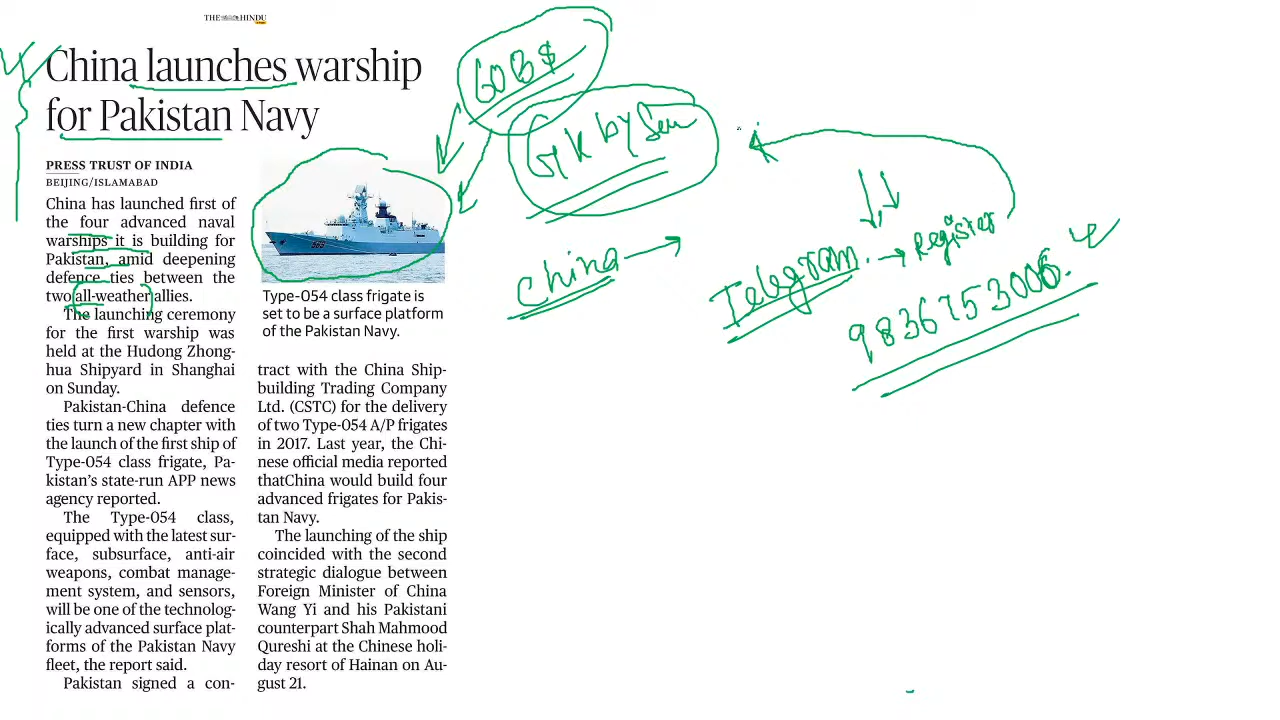 THE HINDU
China launches warship
for Pakistan Navy
PRESS TRUST OF INDIA
BEIJING/ISLAMABAD
China has launched first of
the four advanced naval
warships it is building for
Pakistan, amid deepening
defence ties between the
two all-weather allies.
The launching ceremony
for the first warship was
held at the Hudong Zhong-
hua Shipyard in Shanghai
on Sunday.
Pakistan-China defence
ties turn a new chapter with
the launch of the first ship of
Type-054 class frigate, Pa-
kistan's state-run APP news
agency reported.
The Type-054 class,
equipped with the latest sur-
face, subsurface, anti-air
weapons, combat manage-
ment system, and sensors,
will be one of the technolog-
ically advanced surface plat-
forms of the Pakistan Navy
fleet, the report said.
Pakistan signed a con-
Type-054 class frigate is
set to be a surface platform
of the Pakistan Navy.
tract with the China Ship-
building Trading Company
Ltd. (CSTC) for the delivery
of two Type-054 A/P frigates
in 2017. Last year, the Chi-
nese official media reported
thatChina would build four
advanced frigates for Pakis-
tan Navy.
The launching of the ship
coincided with the second
strategic dialogue between
Foreign Minister of China
Wang Yi and his Pakistani
counterpart Shah Mahmood
Qureshi at the Chinese holi-
day resort of Hainan on Au-
gust 21.
60B$
by Sen
China
Telegram → Register
9836753006